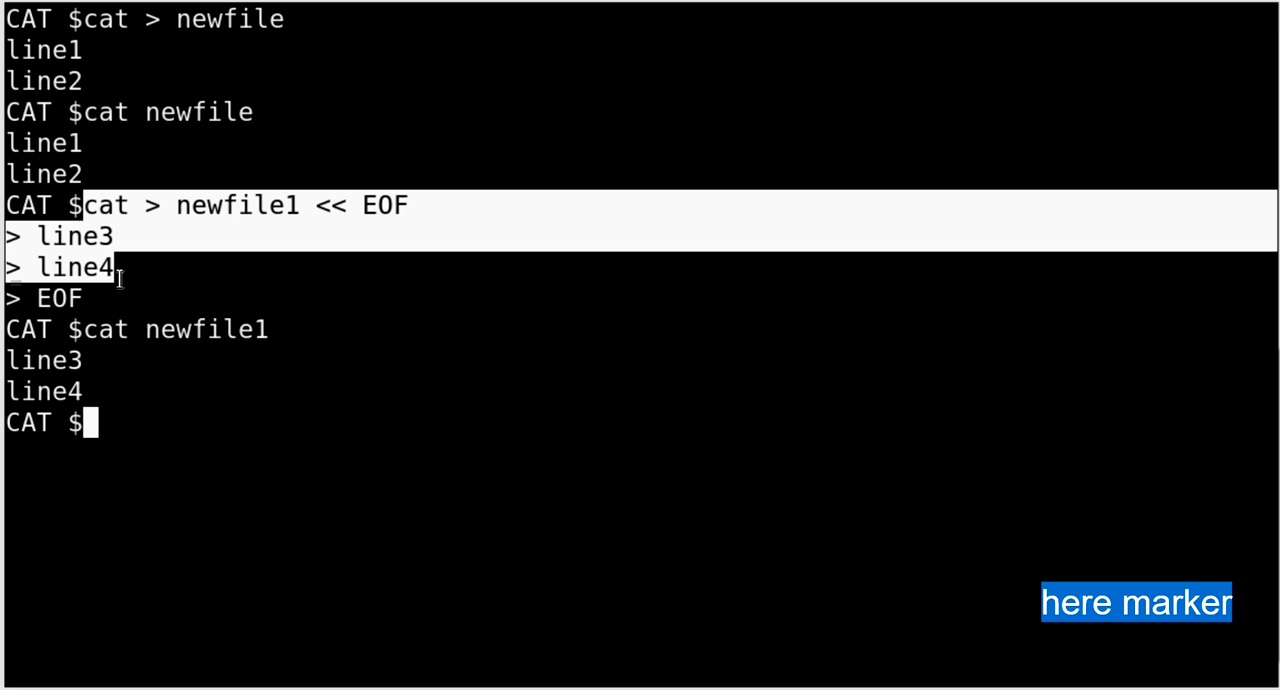 CAT $cat > newfile
line1
line2
CAT $cat newfile
line1
line2
CAT $cat > newfile1 << EOF
> line3
> line4
> EOF
CAT $cat newfile1
line3
line4
CAT $
here marker